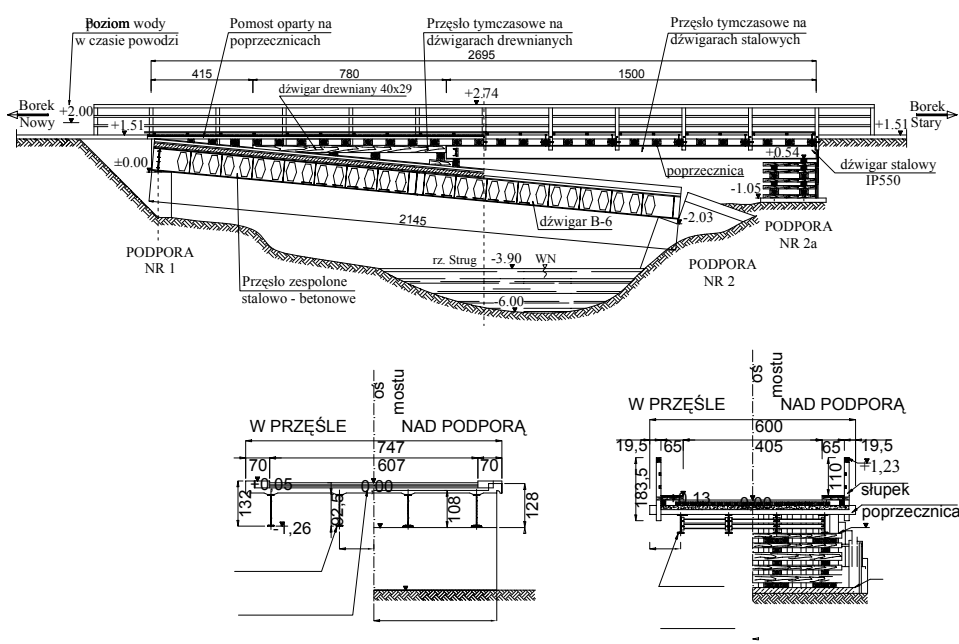 Poziom wody
w czasie powodzi
Pomost oparty na
poprzecznicach
Przęsło tymczasowe na
dźwigarach drewnianych
Przęsło tymczasowe na
dźwigarach stalowych
2695
415
780
1500
dźwigar drewniany 40x29
+2.74
Borek
Nowy
+2.00
+1.51
Borek
Stary
+1.51
±0.00
+0.54
poprzecznica
dźwigar stalowy
IP550
-1.05
2145
dźwigar B-6
-2.03
PODPORA
NR 2a
PODPORA
NR 1
rz. Strug
-3.90
WN
PODPORA
NR 2
Przęsło zespolone
stalowo - betonowe
-6.00
oś
mostu
W PRZĘŚLE
NAD PODPORĄ
747
70
607
70
+0.05
0.00
132
108
128
-1,26
oś
mostu
W PRZĘŚLE
NAD PODPORĄ
600
19,5
65
405
65
19,5
183,5
110
+1,23
0.00
słupek
poprzecznica